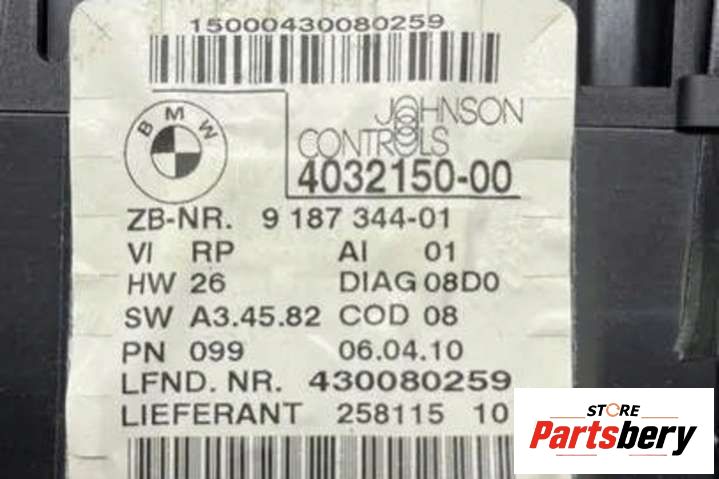 15000430080259
BMW
JOHNSON
CONTROLS
4032150-00
ZB-NR. 9 187 344-01
VI RP AI 01
HW 26 DIAG 08D0
SW A3.45.82 COD 08
PN 099 06.04.10
LFND. NR. 430080259
LIEFERANT 258115 10
STORE
Partsbery